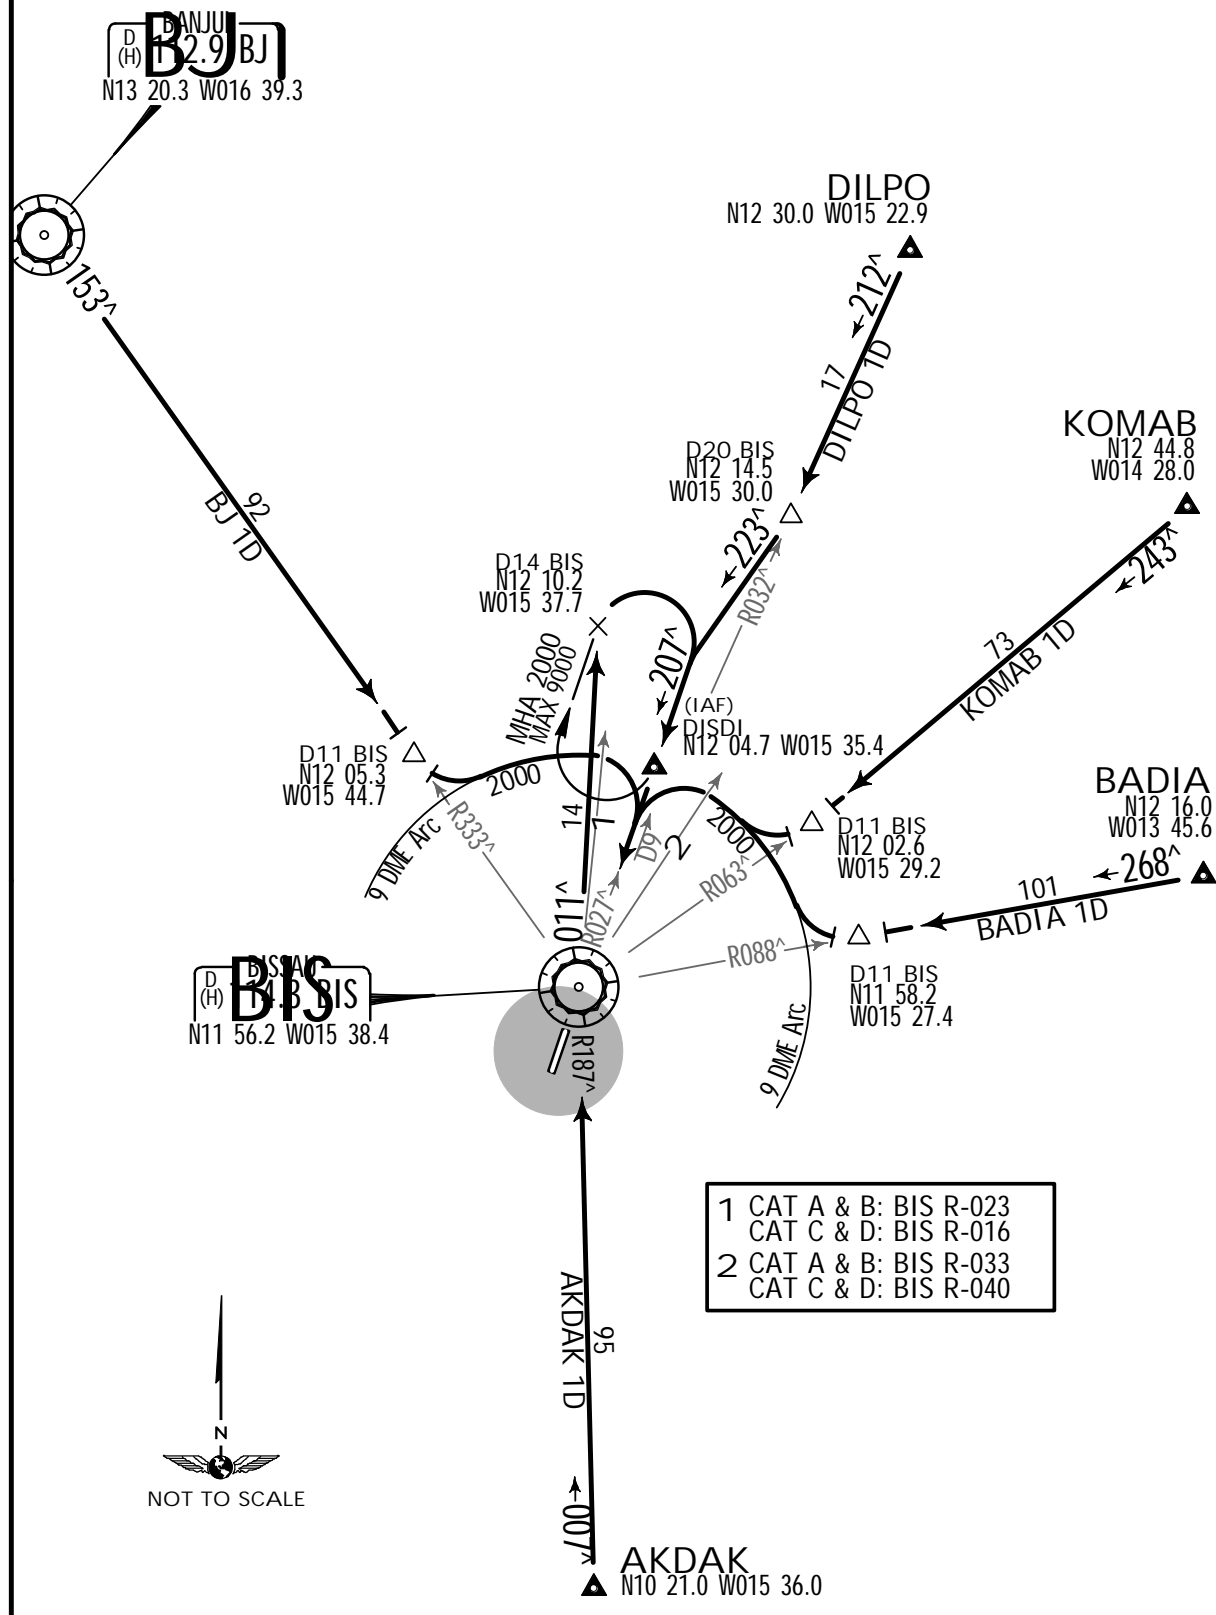 BANJUL
D
(H)
112.9 BJ
BJ
N13 20.3 W016 39.3
DILPO
N12 30.0 W015 22.9
153^
212^
17
DILPO 1D
KOMAB
N12 44.8
W014 28.0
D20 BIS
N12 14.5
W015 30.0
92
BJ 1D
223^
R032^
243^
D14 BIS
N12 10.2
W015 37.7
73
KOMAB 1D
MHA 2000
MAX 9000
207^
(IAF)
DISDI
N12 04.7 W015 35.4
D11 BIS
N12 05.3
W015 44.7
2000
BADIA
N12 16.0
W013 45.6
14
1
D9
2
2000
D11 BIS
N12 02.6
W015 29.2
R333^
9 DME Arc
R063^
268^
101
BADIA 1D
011^
R027^
R088^
BISSAU
D
(H)
114.3 BIS
BIS
N11 56.2 W015 38.4
D11 BIS
N11 58.2
W015 27.4
R187^
9 DME Arc
1 CAT A & B: BIS R-023
CAT C & D: BIS R-016
2 CAT A & B: BIS R-033
CAT C & D: BIS R-040
95
AKDAK 1D
N
NOT TO SCALE
007^
AKDAK
N10 21.0 W015 36.0